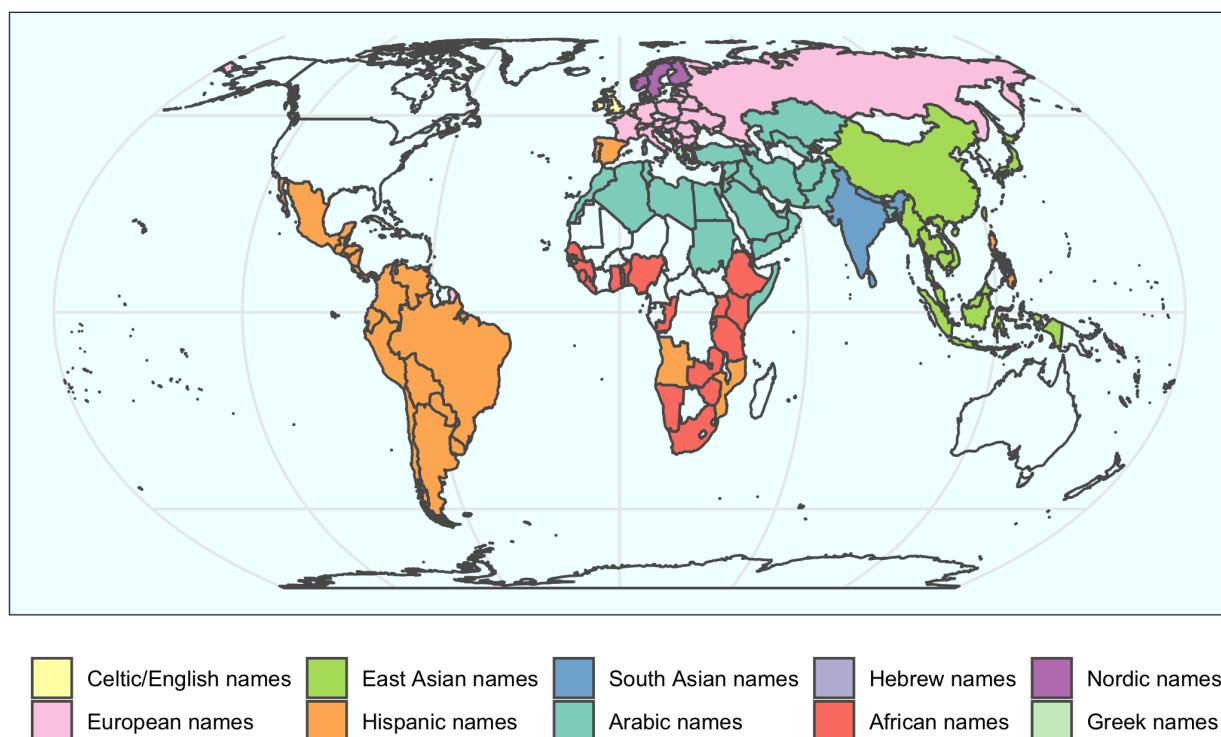 Celtic/English names East Asian names South Asian names Hebrew names Nordic names
European names Hispanic names Arabic names African names Greek names